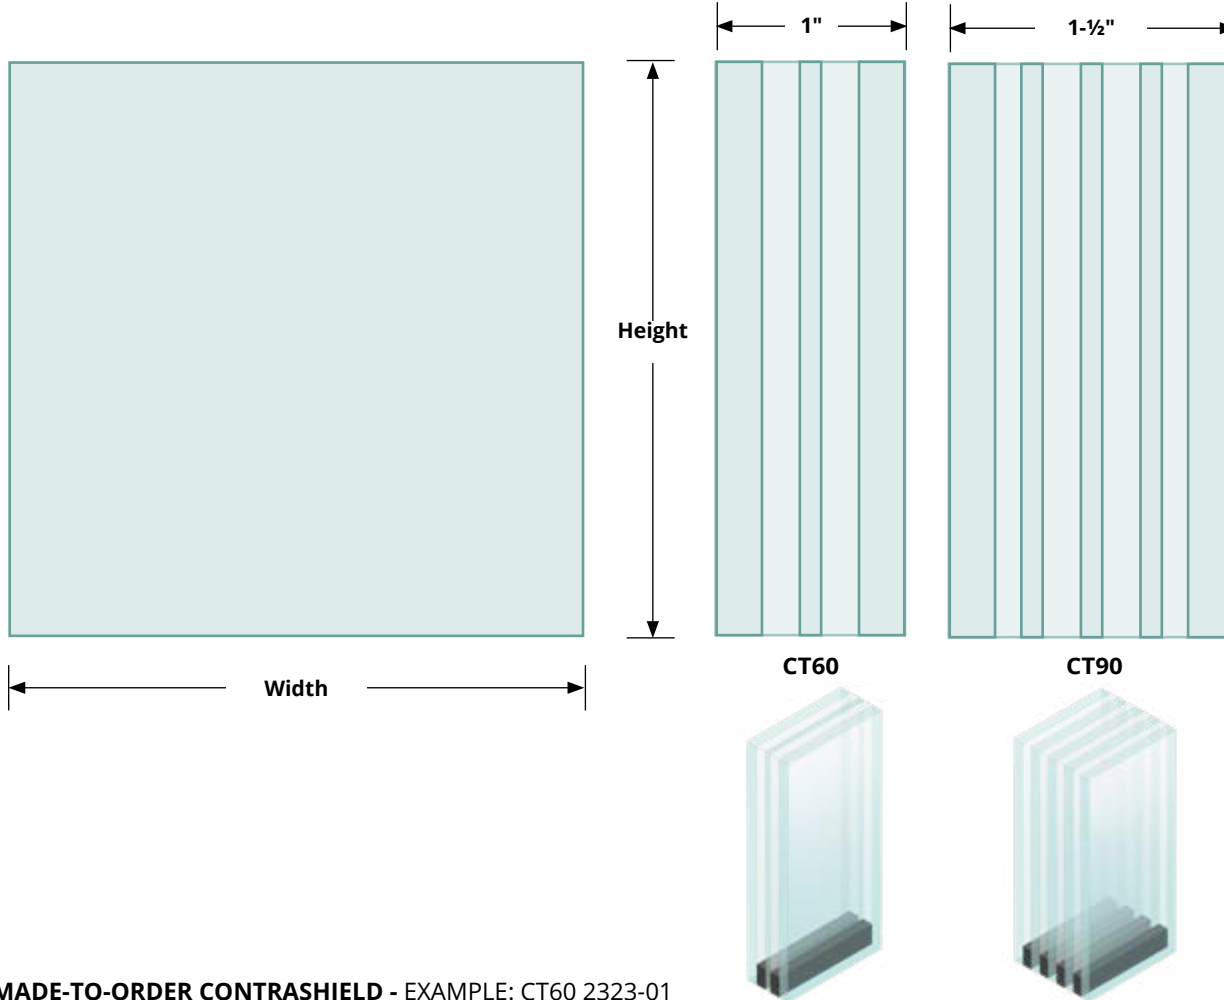 1"
1-½"
Height
CT60
CT90
Width
MADE-TO-ORDER CONTRASHIELD - EXAMPLE: CT60 2323-01